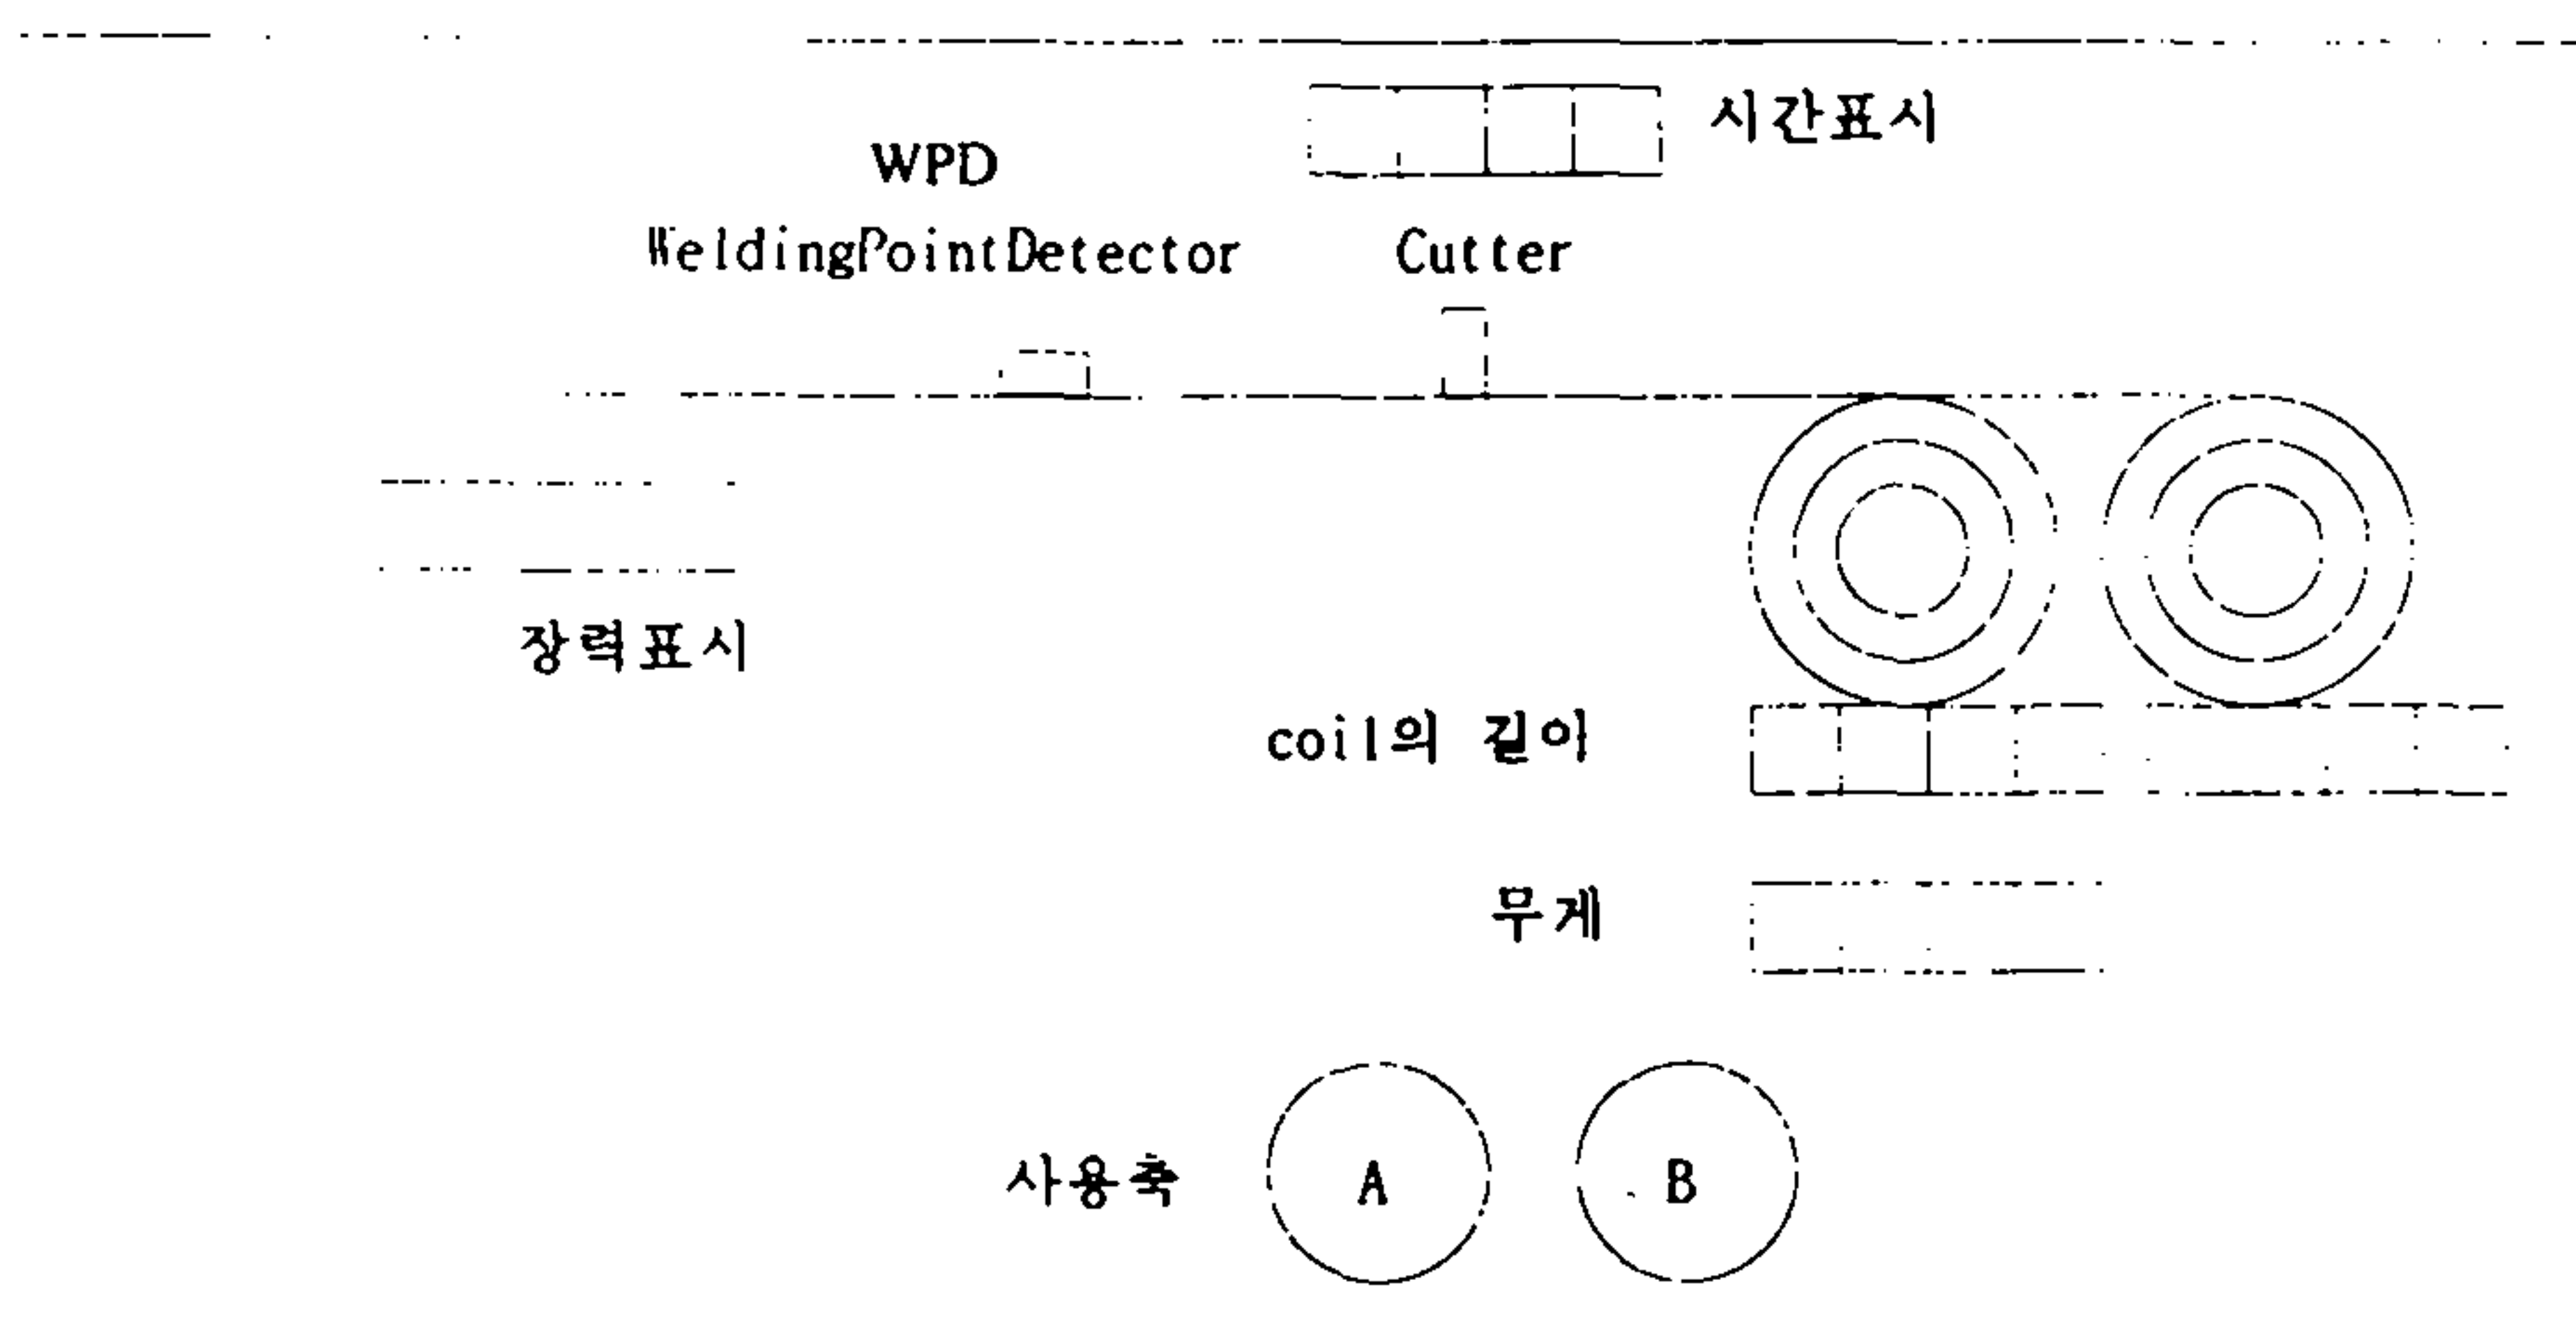 시간표시
WPD
WeldingPointDetector Cutter
장력표시
coil의 길이
무게
사용축 A B